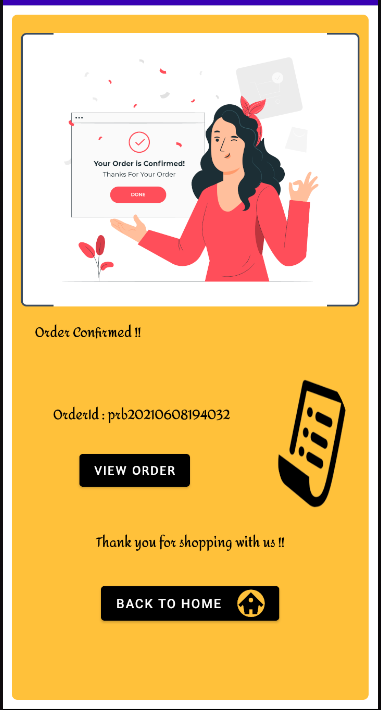 Your Order is Confirmed!
Thanks For Your Order
DONE
Order Confirmed !!
OrderId : prb20210608194032
VIEW ORDER
Thank you for shopping with us !!
BACK TO HOME